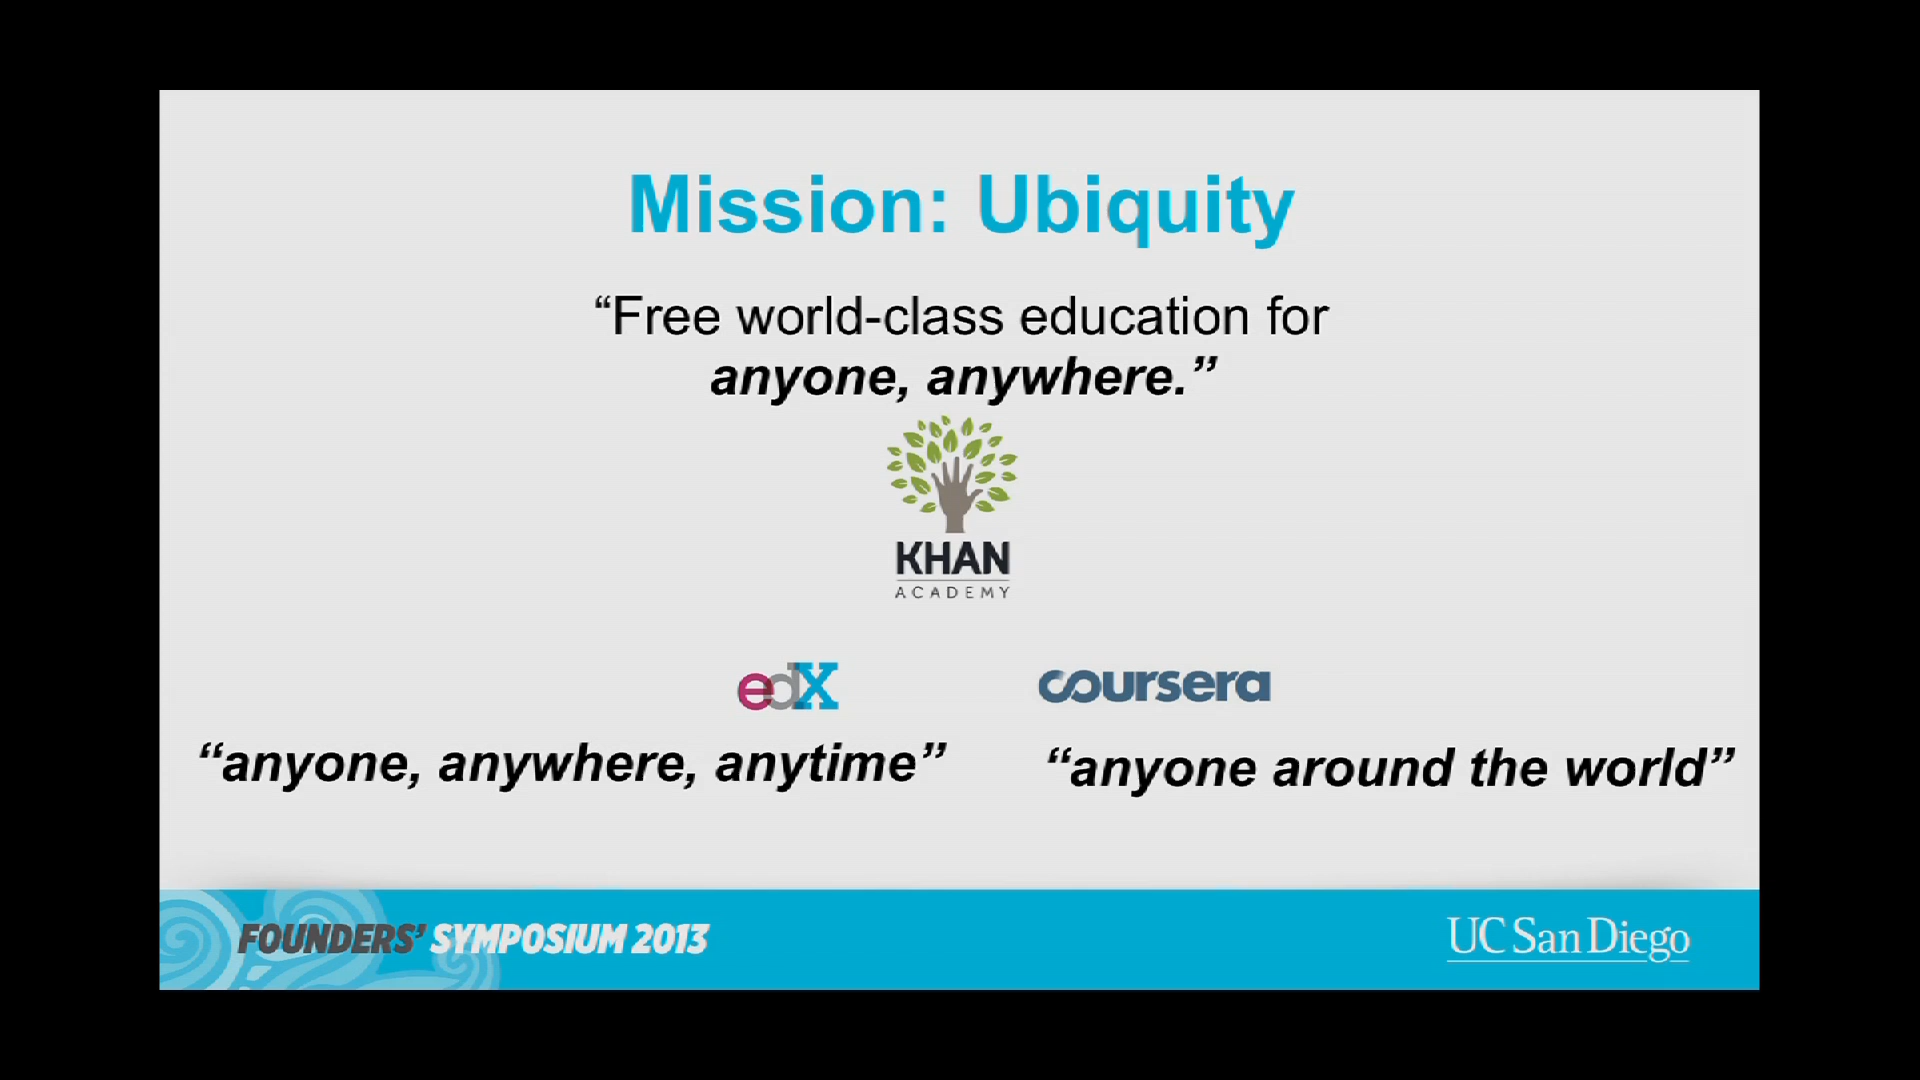 Mission: Ubiquity
“Free world-class education for
anyone, anywhere.”
KHAN
ACADEMY
edX
coursera
“anyone, anywhere, anytime”
“anyone around the world”
FOUNDERS’ SYMPOSIUM 2013
UC San Diego